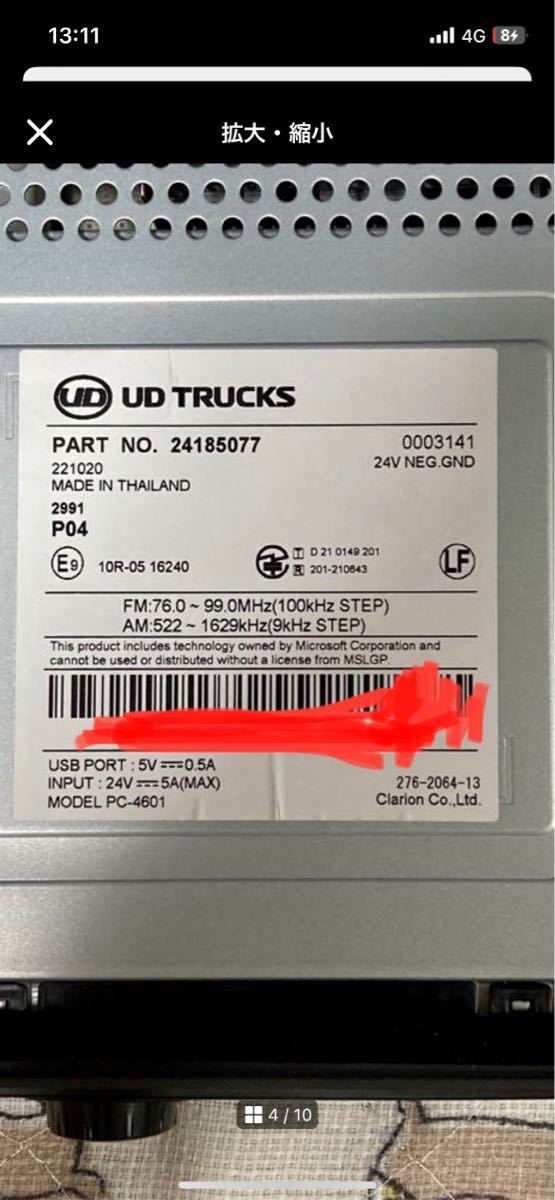 13:11
4G 8
拡大・縮小
UD UD TRUCKS
PART NO. 24185077
0003141
221020
24V NEG.GND
MADE IN THAILAND
2991
P04
E9 10R-05 16240
T D 21 0149 201
R 201-210643
LF
FM:76.0 ~ 99.0MHz(100kHz STEP)
AM:522 ~ 1629kHz(9kHz STEP)
This product includes technology owned by Microsoft Corporation and
cannot be used or distributed without a license from MSLGP.
USB PORT : 5V 0.5A
INPUT : 24V 5A(MAX)
276-2064-13
MODEL PC-4601
Clarion Co.,Ltd.
4 / 10